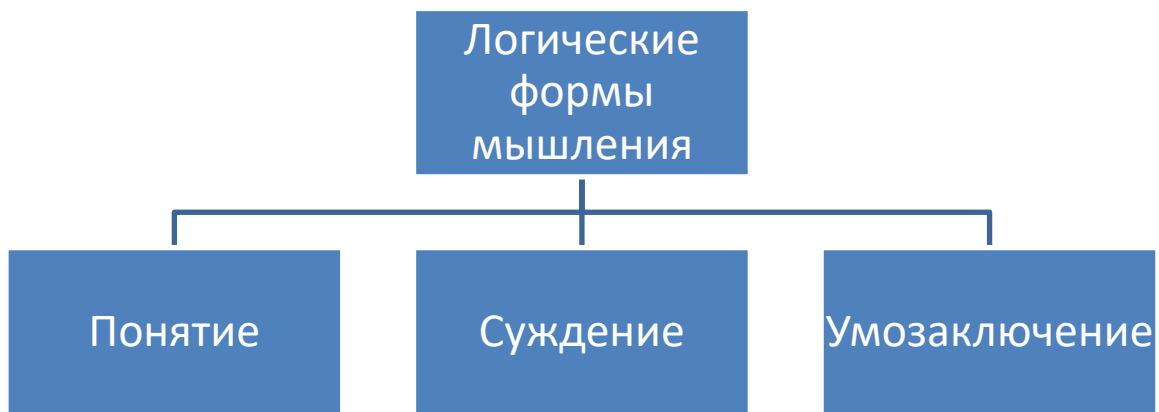 Логические
формы
мышления
Понятие
Суждение
Умозаключение